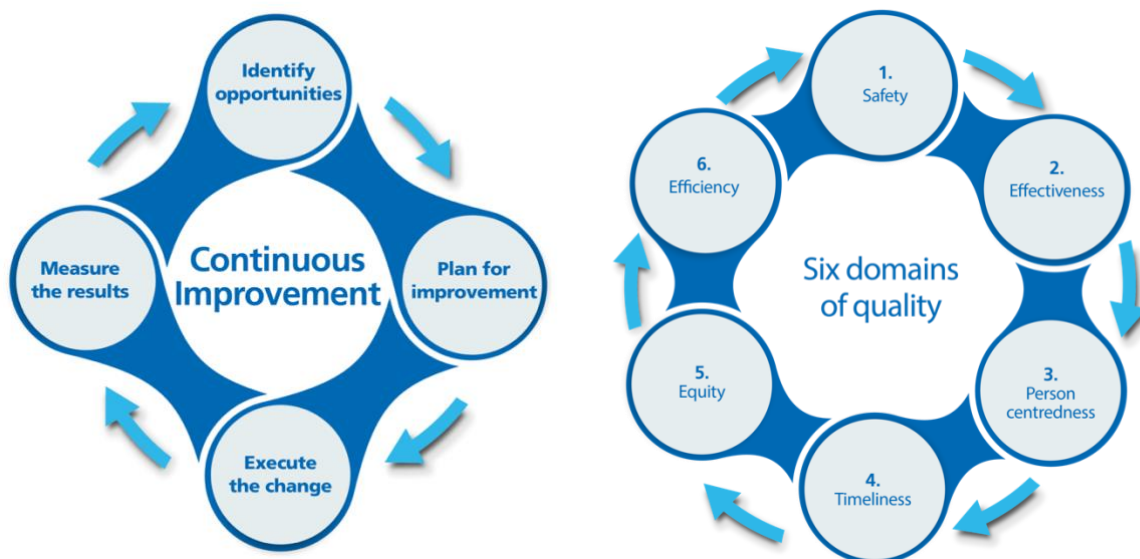 Identify
opportunities
Plan for
improvement
Execute
the change
Measure
the results
Continuous
Improvement
1.
Safety
2.
Effectiveness
3.
Person
centredness
4.
Timeliness
5.
Equity
6.
Efficiency
Six domains
of quality